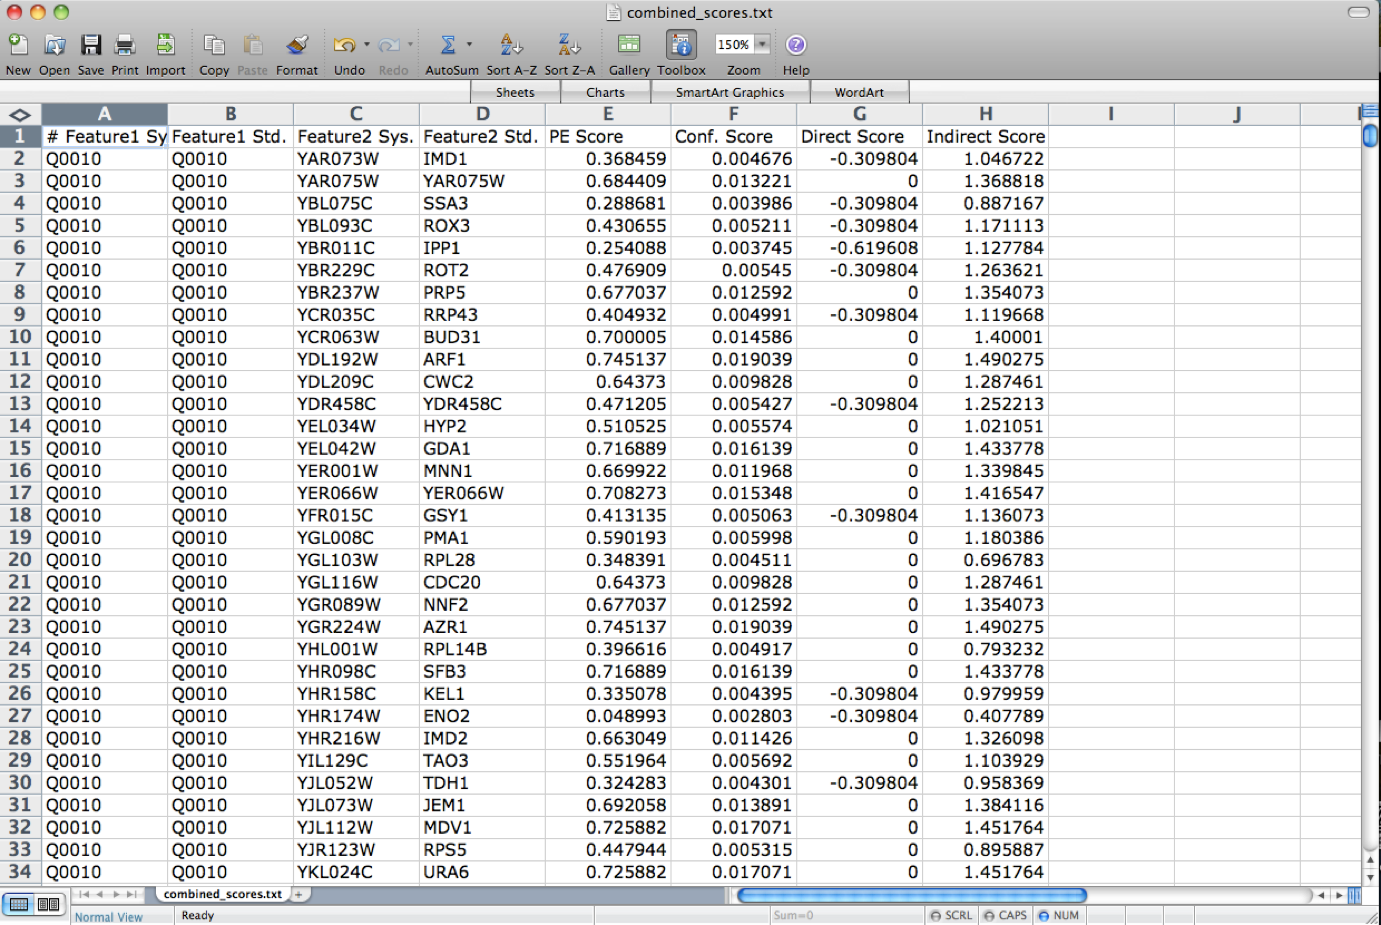 combined_scores.txt
New Open Save Print Import Copy Paste Format Undo Redo AutoSum Sort A-Z Sort Z-A Gallery Toolbox 150% Zoom Help
Sheets Charts SmartArt Graphics WordArt
A B C D E F G H I J
1 # Feature1 Sy Feature1 Std. Feature2 Sys. Feature2 Std. PE Score Conf. Score Direct Score Indirect Score
2 Q0010 Q0010 YAR073W IMD1 0.368459 0.004676 -0.309804 1.046722
3 Q0010 Q0010 YAR075W YAR075W 0.684409 0.013221 0 1.368818
4 Q0010 Q0010 YBL075C SSA3 0.288681 0.003986 -0.309804 0.887167
5 Q0010 Q0010 YBL093C ROX3 0.430655 0.005211 -0.309804 1.171113
6 Q0010 Q0010 YBR011C IPP1 0.254088 0.003745 -0.619608 1.127784
7 Q0010 Q0010 YBR229C ROT2 0.476909 0.00545 -0.309804 1.263621
8 Q0010 Q0010 YBR237W PRP5 0.677037 0.012592 0 1.354073
9 Q0010 Q0010 YCR035C RRP43 0.404932 0.004991 -0.309804 1.119668
10 Q0010 Q0010 YCR063W BUD31 0.700005 0.014586 0 1.40001
11 Q0010 Q0010 YDL192W ARF1 0.745137 0.019039 0 1.490275
12 Q0010 Q0010 YDL209C CWC2 0.64373 0.009828 0 1.287461
13 Q0010 Q0010 YDR458C YDR458C 0.471205 0.005427 -0.309804 1.252213
14 Q0010 Q0010 YEL034W HYP2 0.510525 0.005574 0 1.021051
15 Q0010 Q0010 YEL042W GDA1 0.716889 0.016139 0 1.433778
16 Q0010 Q0010 YER001W MNN1 0.669922 0.011968 0 1.339845
17 Q0010 Q0010 YER066W YER066W 0.708273 0.015348 0 1.416547
18 Q0010 Q0010 YFR015C GSY1 0.413135 0.005063 -0.309804 1.136073
19 Q0010 Q0010 YGL008C PMA1 0.590193 0.005998 0 1.180386
20 Q0010 Q0010 YGL103W RPL28 0.348391 0.004511 0 0.696783
21 Q0010 Q0010 YGL116W CDC20 0.64373 0.009828 0 1.287461
22 Q0010 Q0010 YGR089W NNF2 0.677037 0.012592 0 1.354073
23 Q0010 Q0010 YGR224W AZR1 0.745137 0.019039 0 1.490275
24 Q0010 Q0010 YHL001W RPL14B 0.396616 0.004917 0 0.793232
25 Q0010 Q0010 YHR098C SFB3 0.716889 0.016139 0 1.433778
26 Q0010 Q0010 YHR158C KEL1 0.335078 0.004395 -0.309804 0.979959
27 Q0010 Q0010 YHR174W ENO2 0.048993 0.002803 -0.309804 0.407789
28 Q0010 Q0010 YHR216W IMD2 0.663049 0.011426 0 1.326098
29 Q0010 Q0010 YIL129C TAO3 0.551964 0.005692 0 1.103929
30 Q0010 Q0010 YJL052W TDH1 0.324283 0.004301 -0.309804 0.958369
31 Q0010 Q0010 YJL073W JEM1 0.692058 0.013891 0 1.384116
32 Q0010 Q0010 YJL112W MDV1 0.725882 0.017071 0 1.451764
33 Q0010 Q0010 YJR123W RPS5 0.447944 0.005315 0 0.895887
34 Q0010 Q0010 YKL024C URA6 0.725882 0.017071 0 1.451764
combined_scores.txt
Normal View Ready Sum=0 SCRL CAPS NUM